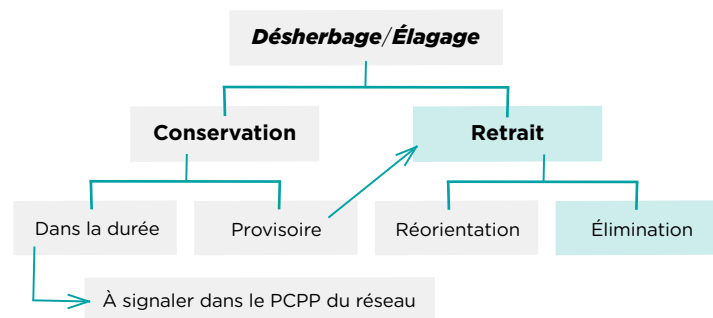 Désherbage/Élagage
Conservation
Retrait
Dans la durée
Provisoire
Réorientation
Élimination
À signaler dans le PCPP du réseau